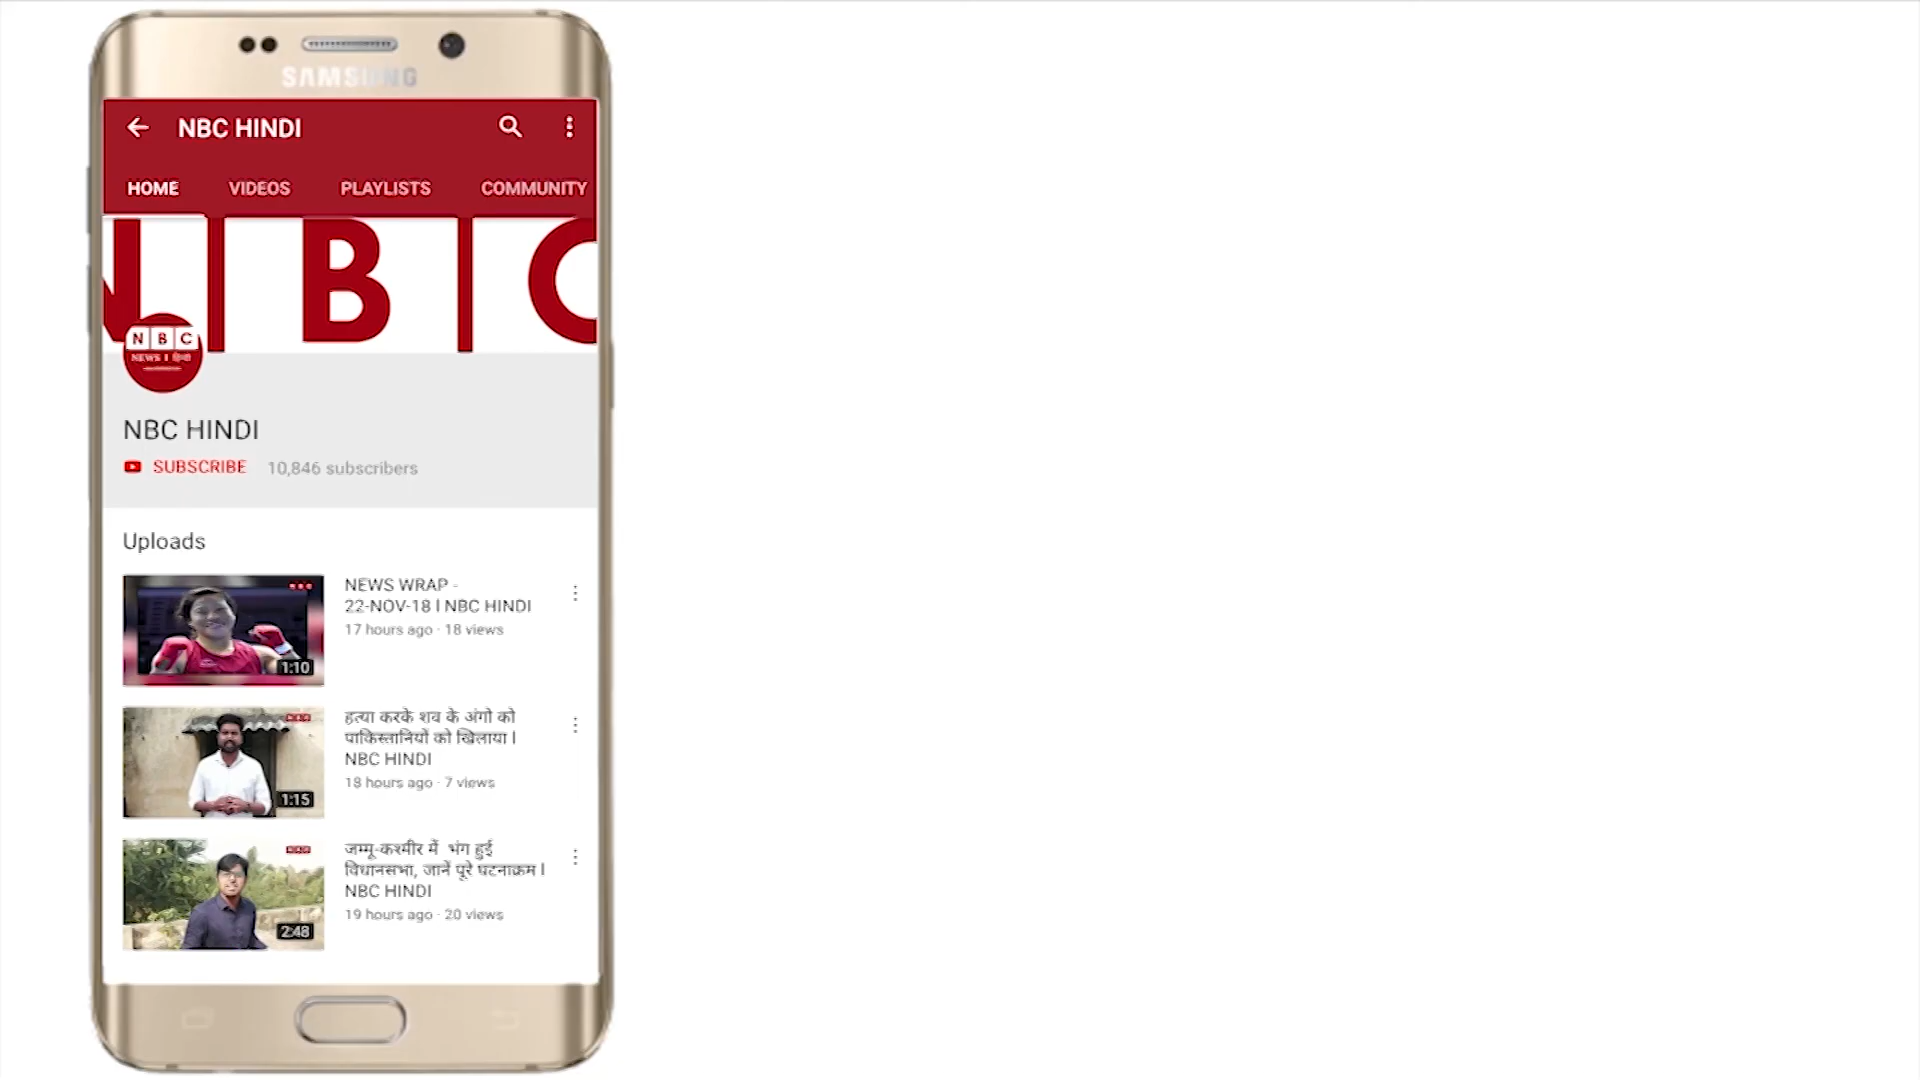 SAMSUNG
NBC HINDI
HOME VIDEOS PLAYLISTS COMMUNITY
N B C
N B C
NEWS I हिन्दी
NBC HINDI
SUBSCRIBE 10,846 subscribers
Uploads
NEWS WRAP -
22-NOV-18 l NBC HINDI
17 hours ago · 18 views
1:10
हत्या करके शव के अंगो को
पाकिस्तानियों को खिलाया l
NBC HINDI
18 hours ago · 7 views
1:15
जम्मू-कश्मीर में भंग हुई
विधानसभा, जानें पूरे घटनाक्रम l
NBC HINDI
19 hours ago · 20 views
2:48